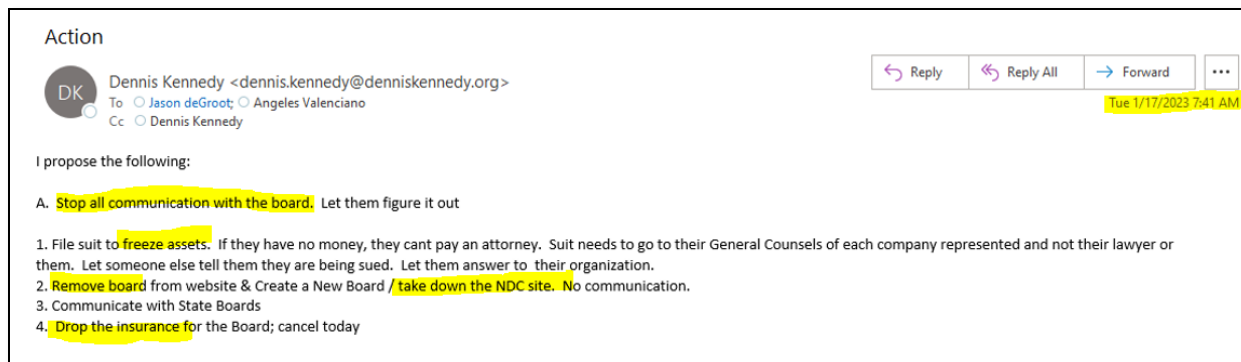 Action
DK
Dennis Kennedy <dennis.kennedy@denniskennedy.org>
To Jason deGroot; Angeles Valenciano
Cc Dennis Kennedy
Reply
Reply All
Forward
...
Tue 1/17/2023 7:41 AM
I propose the following:
A. Stop all communication with the board. Let them figure it out
1. File suit to freeze assets. If they have no money, they cant pay an attorney. Suit needs to go to their General Counsels of each company represented and not their lawyer or
them. Let someone else tell them they are being sued. Let them answer to their organization.
2. Remove board from website & Create a New Board / take down the NDC site. No communication.
3. Communicate with State Boards
4. Drop the insurance for the Board; cancel today